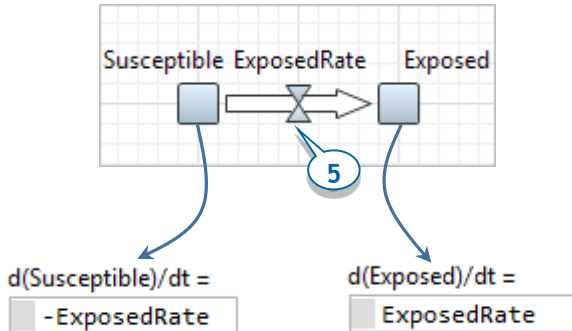 Susceptible ExposedRate Exposed
5
d(Susceptible)/dt =
-ExposedRate
d(Exposed)/dt =
ExposedRate